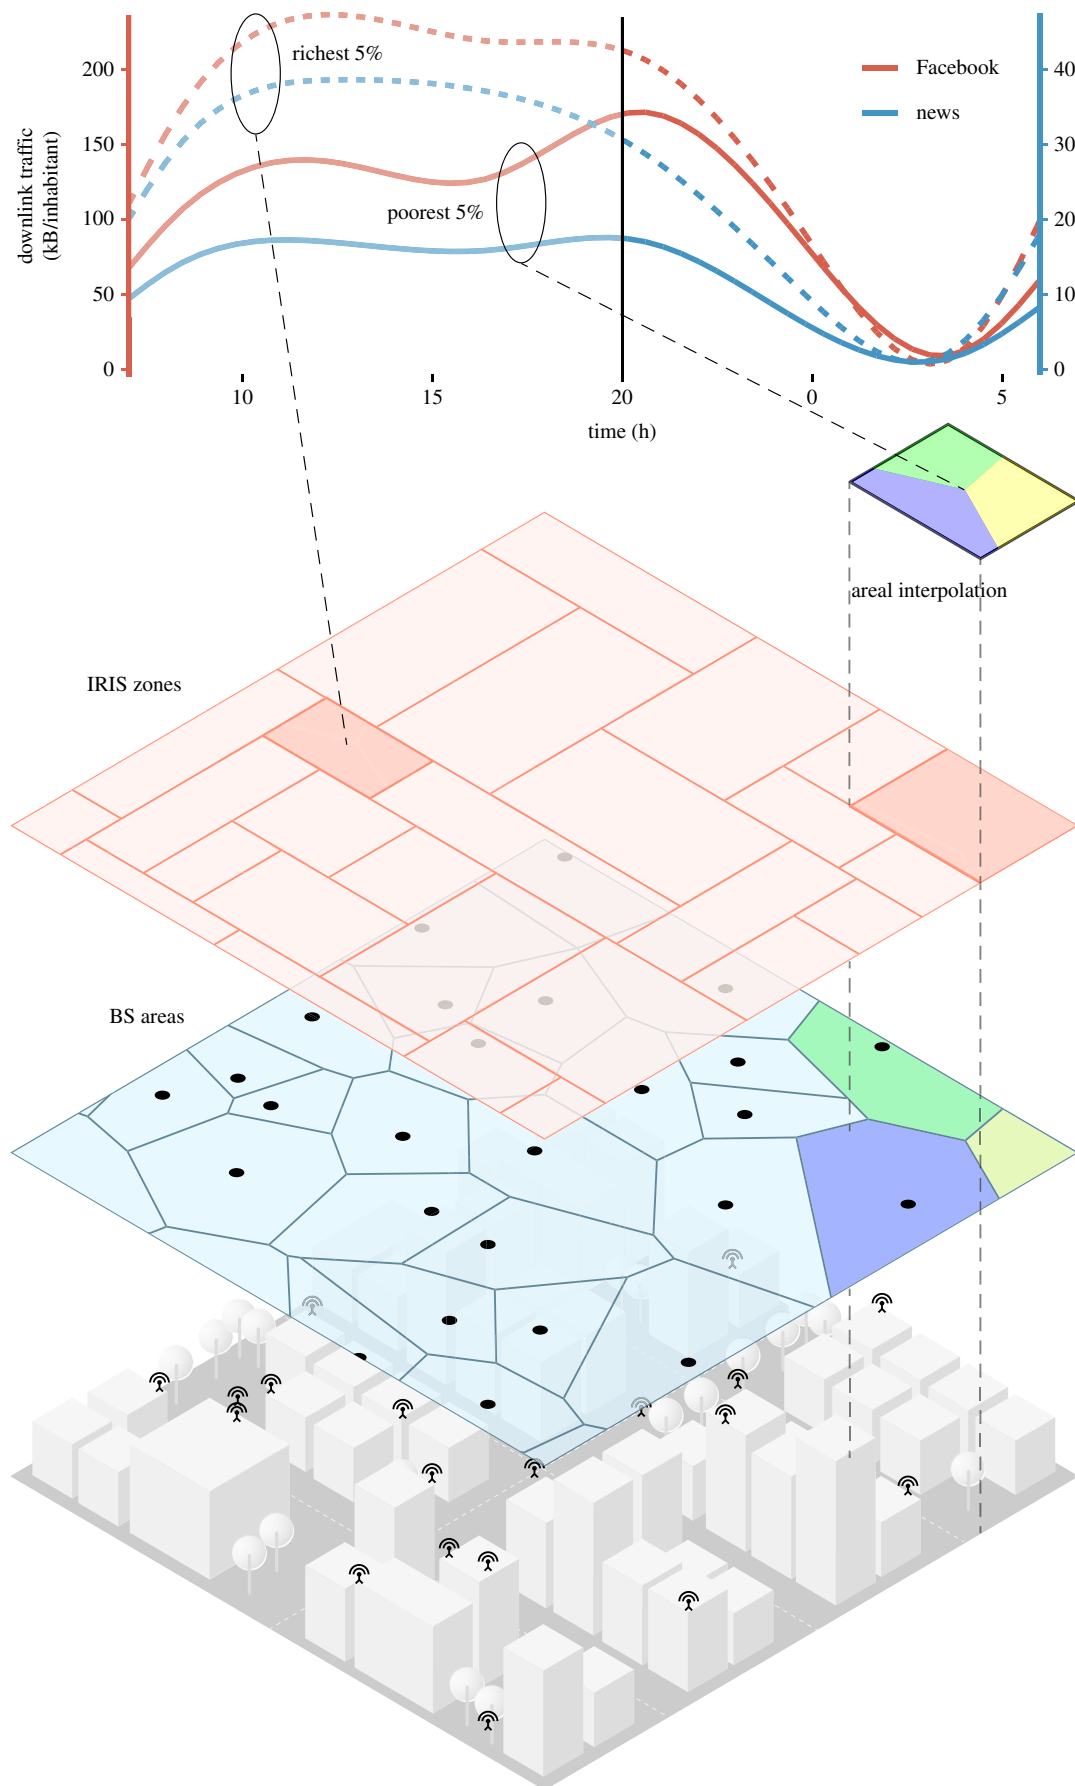 richest 5%
poorest 5%
Facebook
news
downlink traffic
(kB/inhabitant)
200
150
100
50
0
40
30
20
10
0
10
15
20
0
5
time (h)
areal interpolation
IRIS zones
BS areas